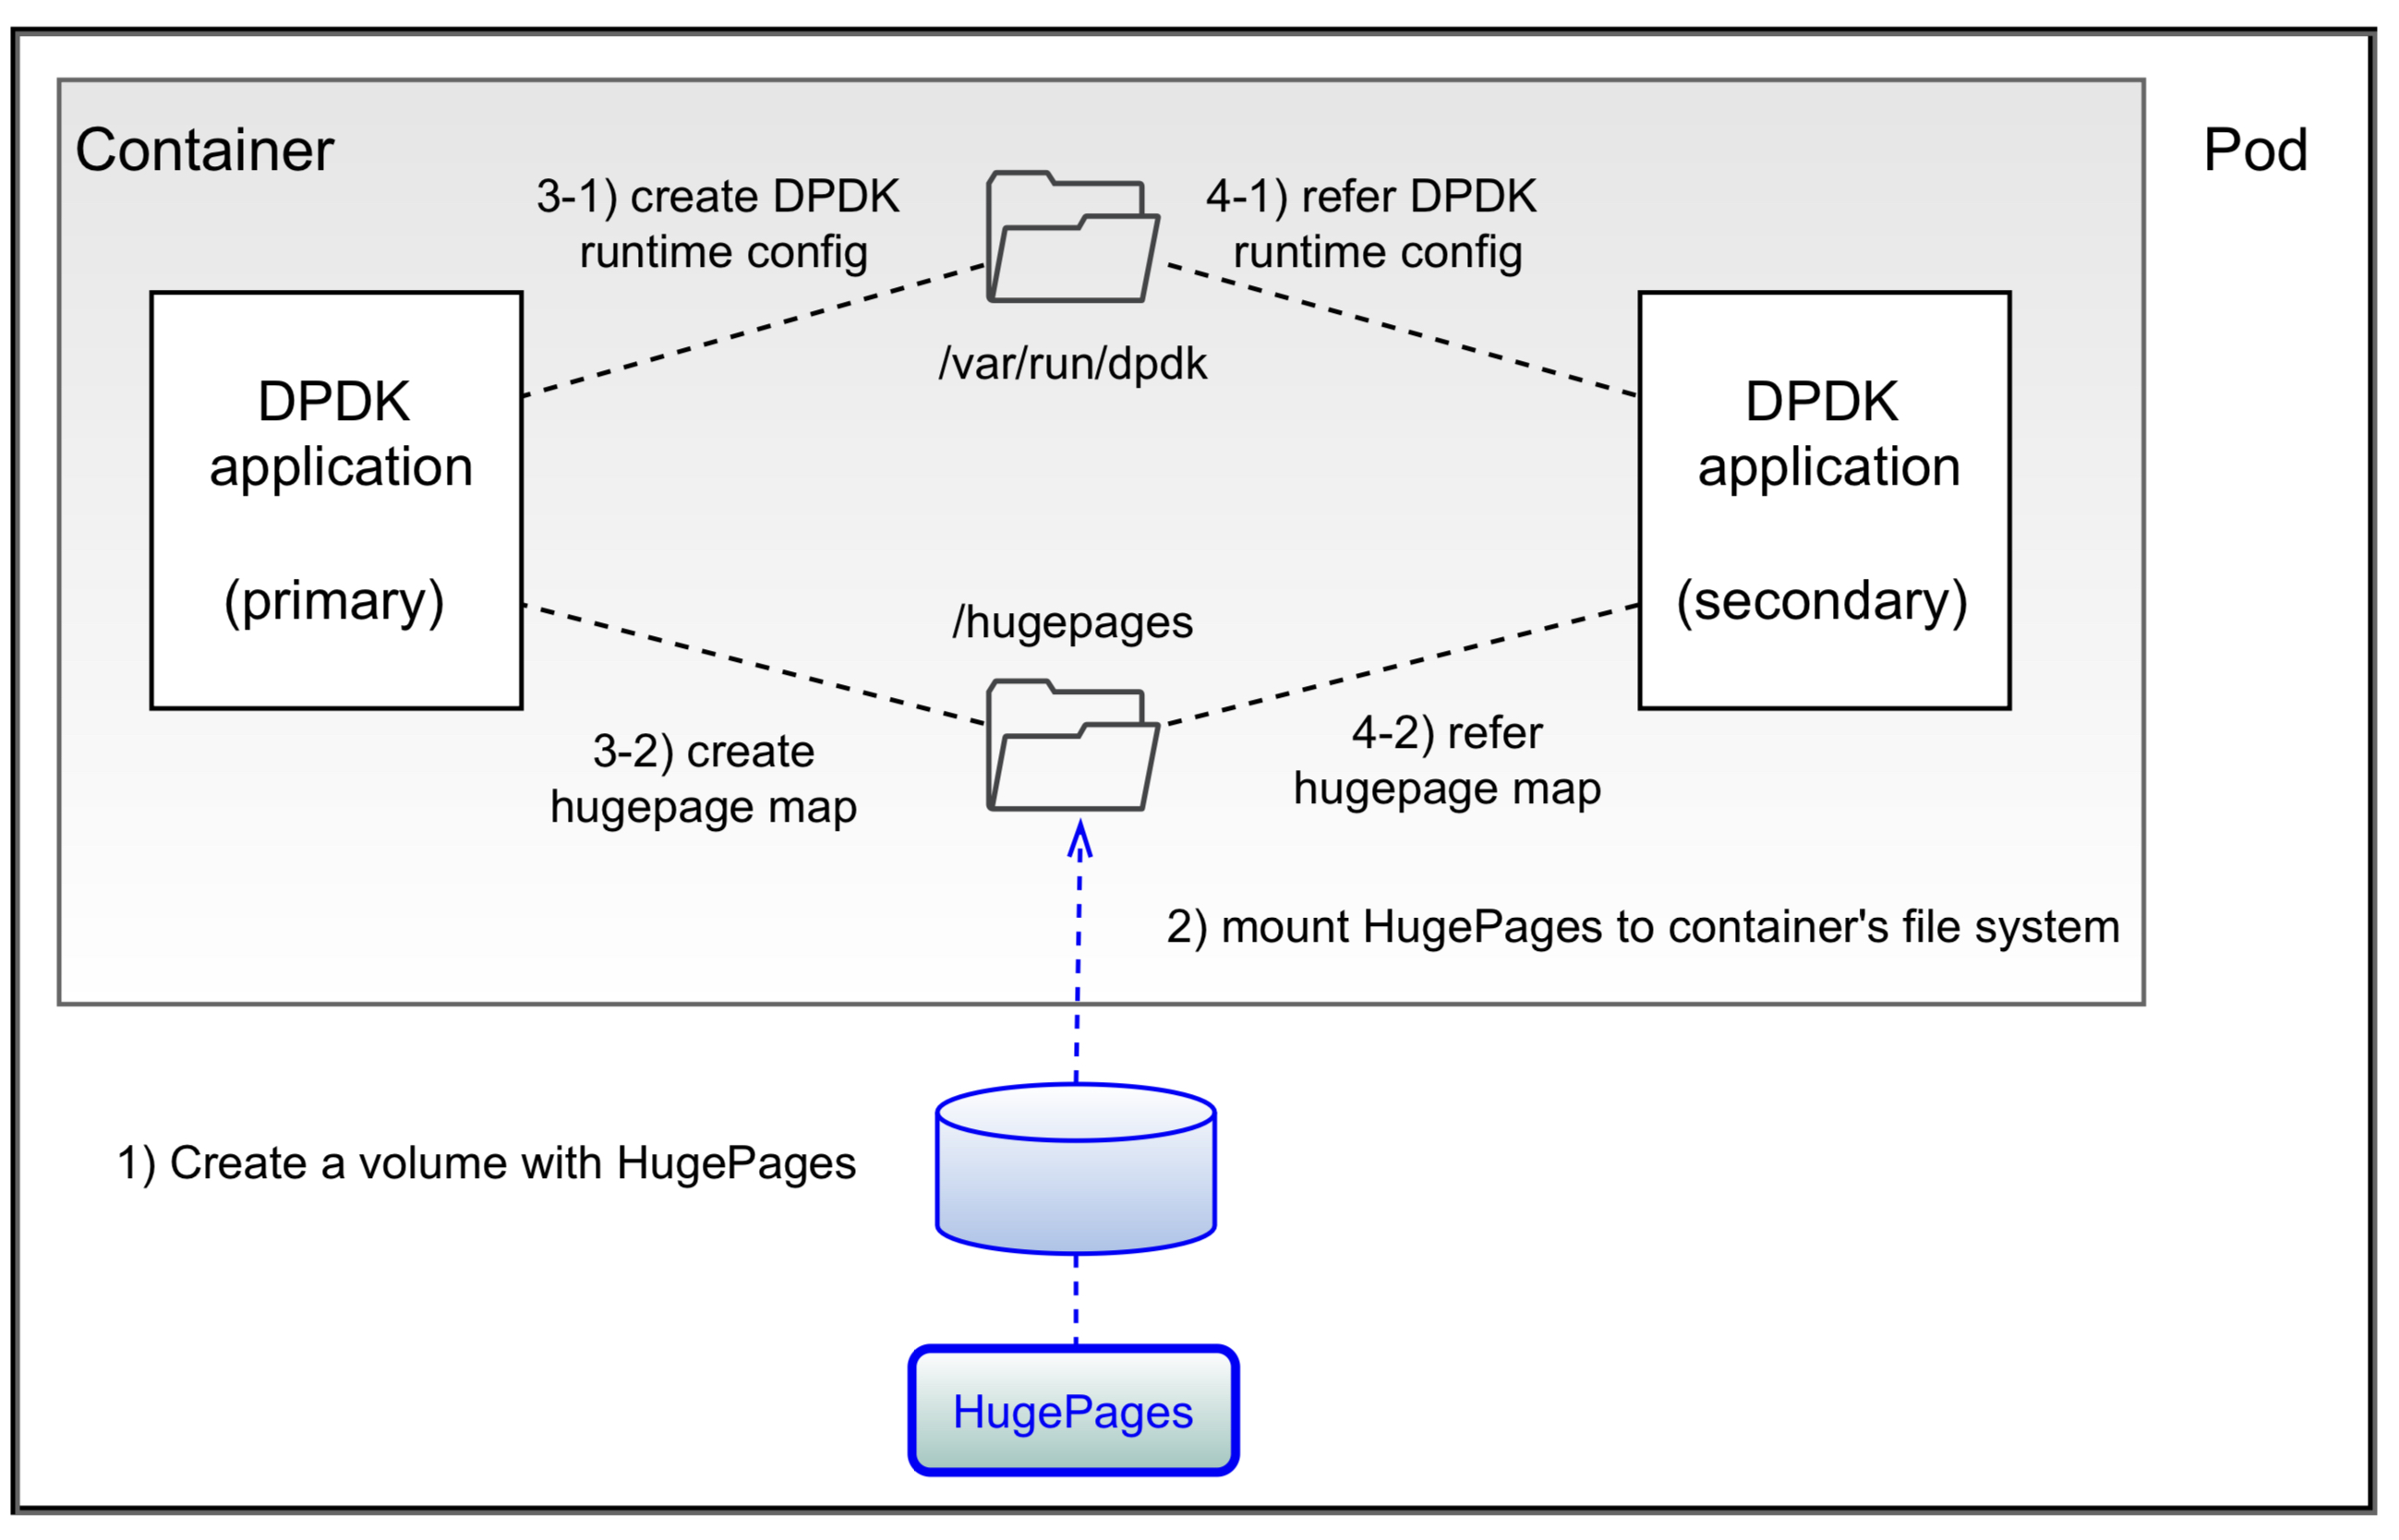 Container
Pod
3-1) create DPDK
runtime config
4-1) refer DPDK
runtime config
/var/run/dpdk
DPDK
application
(primary)
DPDK
application
(secondary)
/hugepages
3-2) create
hugepage map
4-2) refer
hugepage map
2) mount HugePages to container's file system
1) Create a volume with HugePages
HugePages